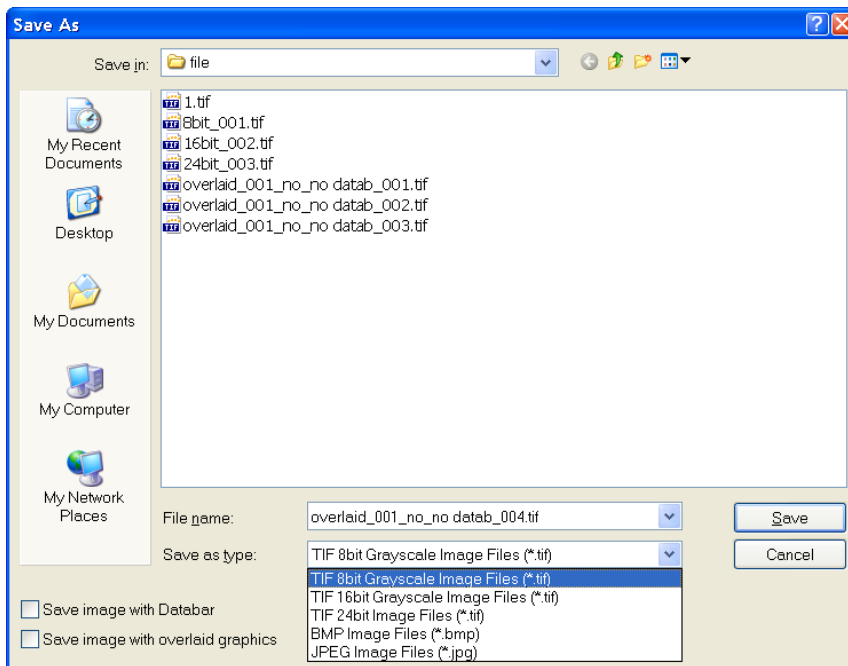 Save As
Save in:
file
My Recent
Documents
Desktop
My Documents
My Computer
My Network
Places
1.tif
8bit_001.tif
16bit_002.tif
24bit_003.tif
overlaid_001_no_no datab_001.tif
overlaid_001_no_no datab_002.tif
overlaid_001_no_no datab_003.tif
File name:
overlaid_001_no_no datab_004.tif
Save
Save as type:
TIF 8bit Grayscale Image Files (*.tif)
Cancel
TIF 8bit Grayscale Image Files (*.tif)
TIF 16bit Grayscale Image Files (*.tif)
TIF 24bit Image Files (*.tif)
BMP Image Files (*.bmp)
JPEG Image Files (*.jpg)
Save image with Databar
Save image with overlaid graphics